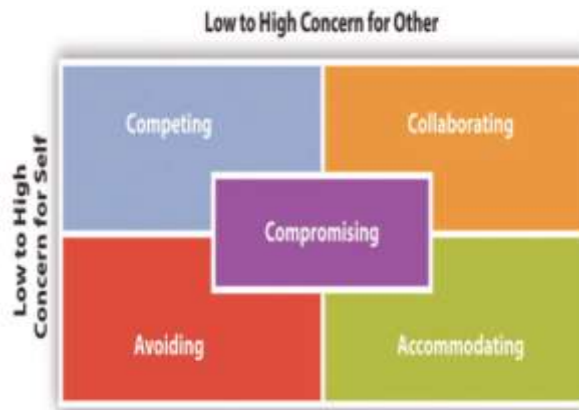 Low to High Concern for Other
Low to High
Concern for Self
Competing
Collaborating
Compromising
Avoiding
Accommodating